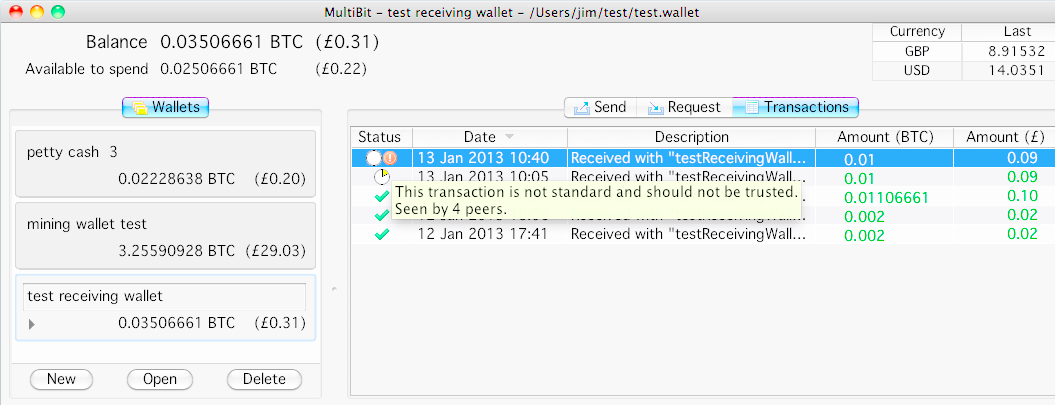 MultiBit - test receiving wallet - /Users/jim/test/test.wallet
Balance 0.03506661 BTC (£0.31)
Available to spend 0.02506661 BTC (£0.22)
Currency Last
GBP 8.91532
USD 14.0351
Wallets
petty cash 3
0.02228638 BTC (£0.20)
mining wallet test
3.25590928 BTC (£29.03)
test receiving wallet
0.03506661 BTC (£0.31)
New Open Delete
Send Request Transactions
Status Date Description Amount (BTC) Amount (£)
13 Jan 2013 10:40 Received with "testReceivingWall... 0.01 0.09
13 Jan 2013 10:05 Received with "testReceivingWall... 0.01 0.09
This transaction is not standard and should not be trusted.
Seen by 4 peers.
0.01106661 0.10
0.002 0.02
12 Jan 2013 17:41 Received with "testReceivingWall... 0.002 0.02